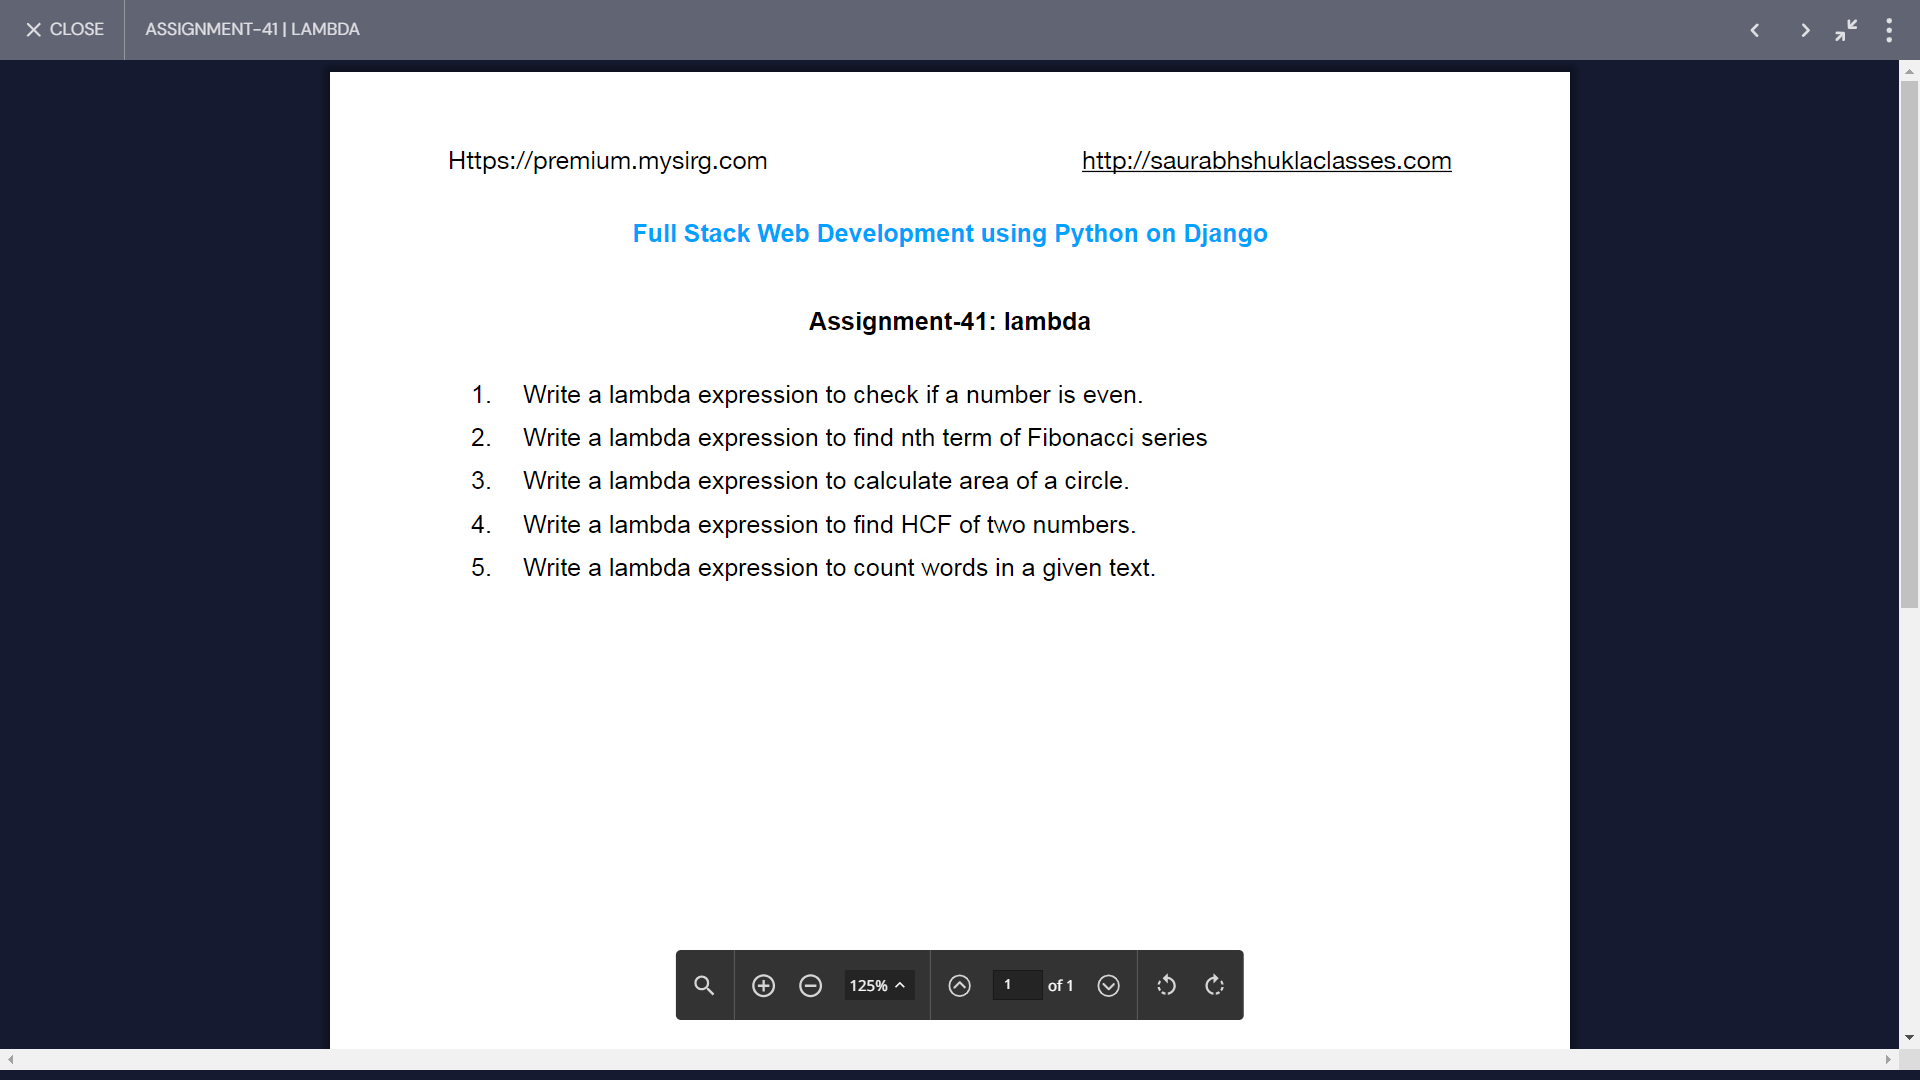 CLOSE
ASSIGNMENT-41 | LAMBDA
Https://premium.mysirg.com
http://saurabhshuklaclasses.com
Full Stack Web Development using Python on Django
Assignment-41: lambda
1. Write a lambda expression to check if a number is even.
2. Write a lambda expression to find nth term of Fibonacci series
3. Write a lambda expression to calculate area of a circle.
4. Write a lambda expression to find HCF of two numbers.
5. Write a lambda expression to count words in a given text.
125%
1 of 1